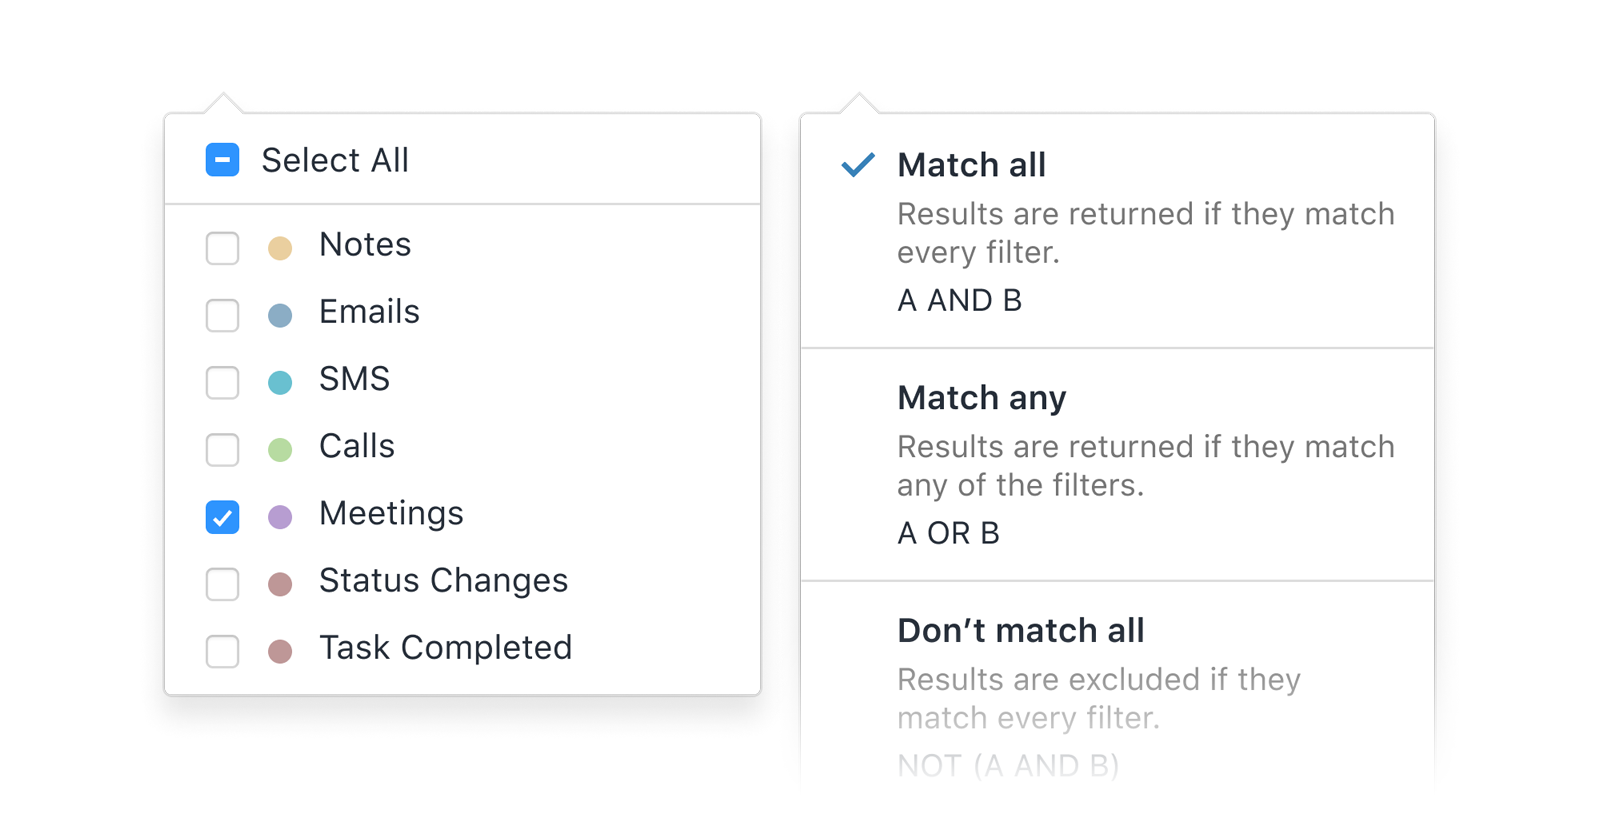 Select All
Notes
Emails
SMS
Calls
Meetings
Status Changes
Task Completed
Match all
Results are returned if they match
every filter.
A AND B
Match any
Results are returned if they match
any of the filters.
A OR B
Don’t match all
Results are excluded if they
match every filter.
NOT (A AND B)